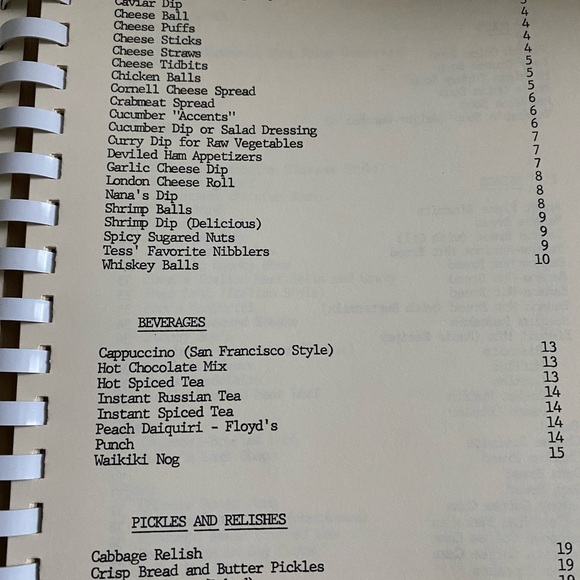 Caviar Dip
Cheese Ball 4
Cheese Puffs 4
Cheese Sticks 4
Cheese Straws 4
Cheese Tidbits 5
Chicken Balls 5
Cornell Cheese Spread 5
Crabmeat Spread 6
Cucumber "Accents" 6
Cucumber Dip or Salad Dressing 6
Curry Dip for Raw Vegetables 7
Deviled Ham Appetizers 7
Garlic Cheese Dip 7
London Cheese Roll 8
Nana's Dip 8
Shrimp Balls 8
Shrimp Dip (Delicious) 9
Spicy Sugared Nuts 9
Tess' Favorite Nibblers 9
Whiskey Balls 10
BEVERAGES
Cappuccino (San Francisco Style) 13
Hot Chocolate Mix 13
Hot Spiced Tea 13
Instant Russian Tea 14
Instant Spiced Tea 14
Peach Daiquiri - Floyd's 14
Punch 14
Waikiki Nog 15
PICKLES AND RELISHES
Cabbage Relish 19
Crisp Bread and Butter Pickles 19